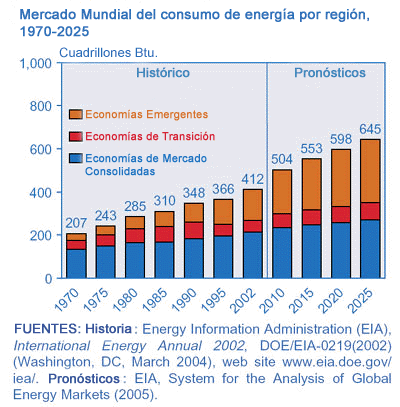 Mercado Mundial del consumo de energía por región,
1970-2025
Cuadrillones Btu.
1,000
Histórico
Pronósticos
800
Economías Emergentes
Economías de Transición
Economías de Mercado
Consolidadas
600
400
200
0
207
243
285
310
348
366
412
504
553
598
645
1970
1975
1980
1985
1990
1995
2002
2010
2015
2020
2025
FUENTES: Historia : Energy Information Administration (EIA),
International Energy Annual 2002, DOE/EIA-0219(2002)
(Washington, DC, March 2004), web site www.eia.doe.gov/
iea/. Pronósticos : EIA, System for the Analysis of Global
Energy Markets (2005).